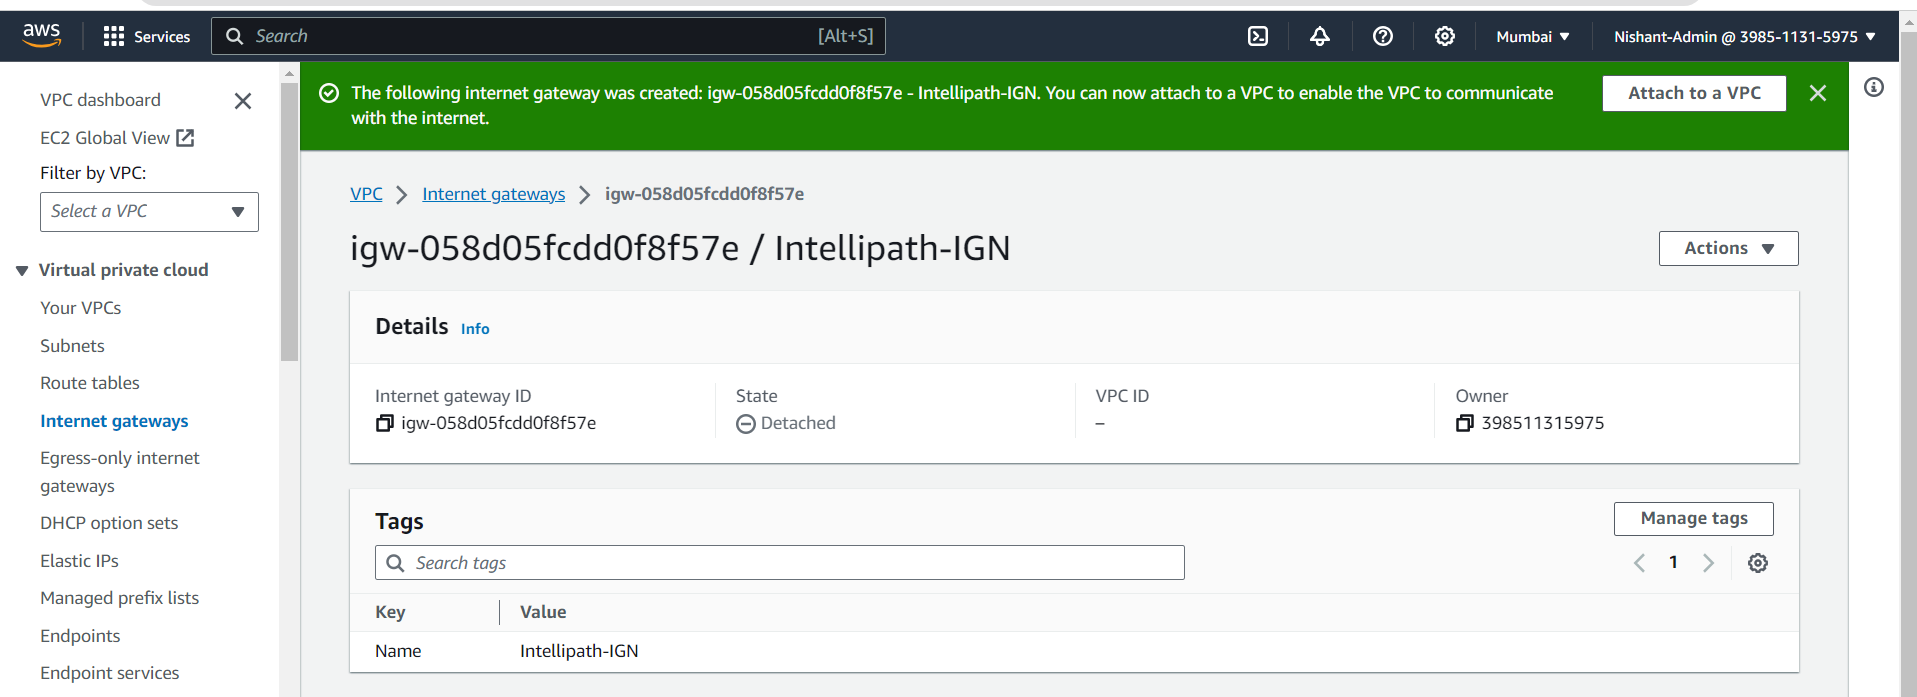 aws
Services
Search
[Alt+S]
Mumbai
Nishant-Admin @ 3985-1131-5975
VPC dashboard
EC2 Global View
Filter by VPC:
Select a VPC
Virtual private cloud
Your VPCs
Subnets
Route tables
Internet gateways
Egress-only internet
gateways
DHCP option sets
Elastic IPs
Managed prefix lists
Endpoints
Endpoint services
The following internet gateway was created: igw-058d05fcdd0f8f57e - Intellipath-IGN. You can now attach to a VPC to enable the VPC to communicate
with the internet.
Attach to a VPC
VPC
Internet gateways
igw-058d05fcdd0f8f57e
igw-058d05fcdd0f8f57e / Intellipath-IGN
Actions
Details Info
Internet gateway ID
igw-058d05fcdd0f8f57e
State
Detached
VPC ID
–
Owner
398511315975
Tags
Manage tags
Search tags
1
Key
Value
Name
Intellipath-IGN